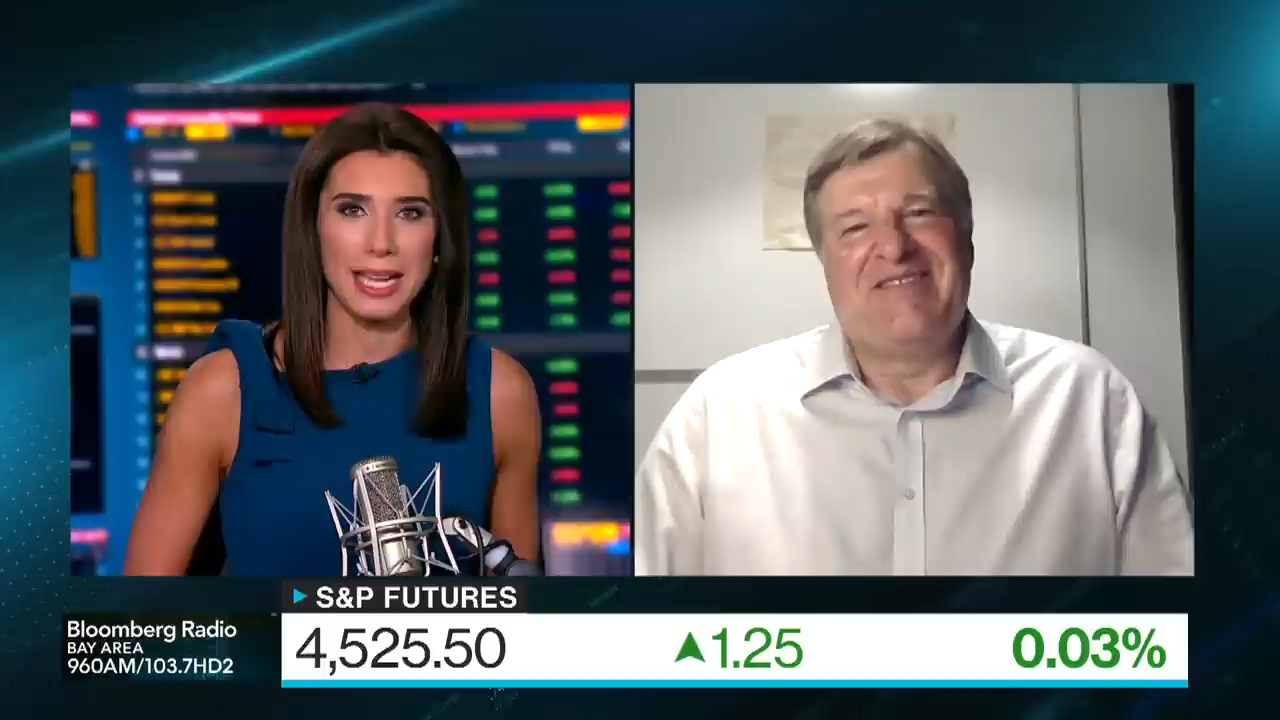 S&P FUTURES
Bloomberg Radio
BAY AREA
960AM/103.7HD2
4,525.50 ▲1.25 0.03%